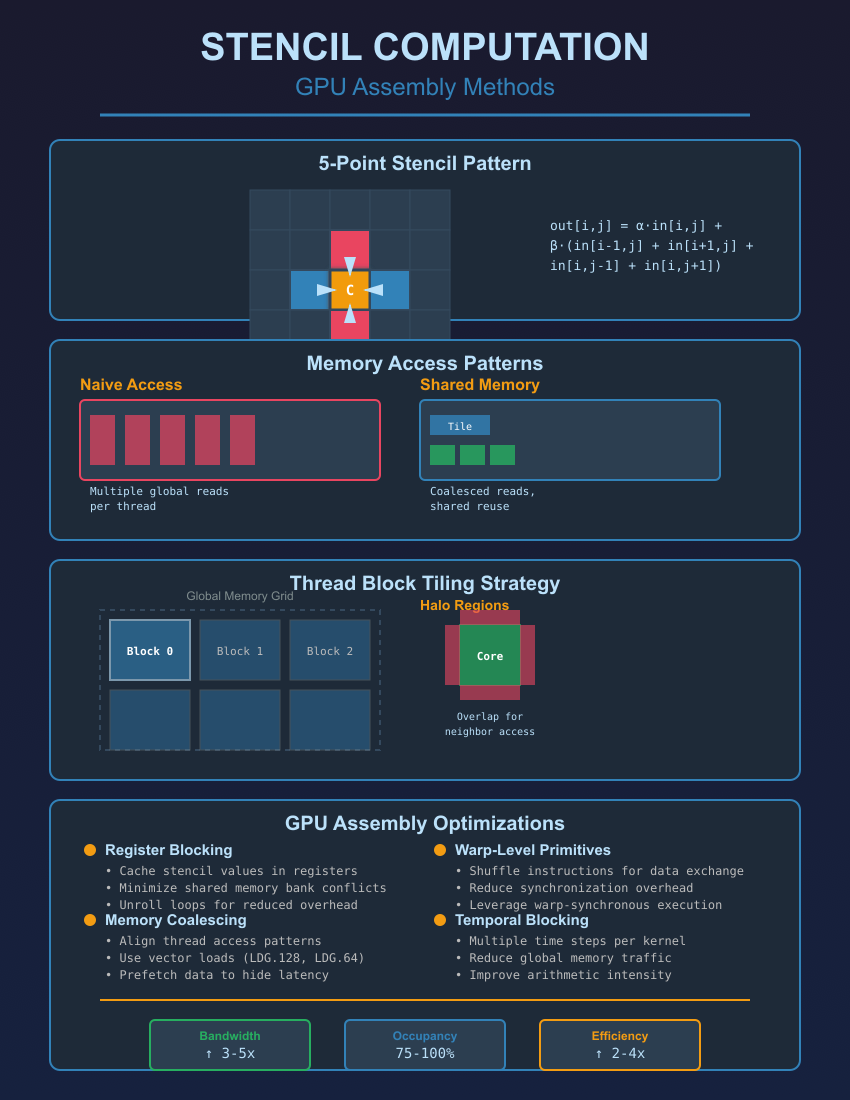 STENCIL COMPUTATION
GPU Assembly Methods
5-Point Stencil Pattern
out[i,j] = α·in[i,j] +
β·(in[i-1,j] + in[i+1,j] +
in[i,j-1] + in[i,j+1])
C
Memory Access Patterns
Naive Access
Multiple global reads
per thread
Shared Memory
Tile
Coalesced reads,
shared reuse
Thread Block Tiling Strategy
Global Memory Grid
Block 0
Block 1
Block 2
Halo Regions
Core
Overlap for
neighbor access
GPU Assembly Optimizations
Register Blocking
• Cache stencil values in registers
• Minimize shared memory bank conflicts
• Unroll loops for reduced overhead
Memory Coalescing
• Align thread access patterns
• Use vector loads (LDG.128, LDG.64)
• Prefetch data to hide latency
Warp-Level Primitives
• Shuffle instructions for data exchange
• Reduce synchronization overhead
• Leverage warp-synchronous execution
Temporal Blocking
• Multiple time steps per kernel
• Reduce global memory traffic
• Improve arithmetic intensity
Bandwidth
↑ 3-5x
Occupancy
75-100%
Efficiency
↑ 2-4x